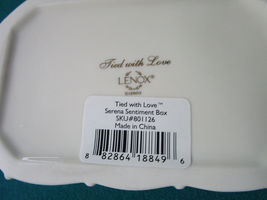 Tied with Love
LENOX®
Tied with Love™
Serena Sentiment Box
SKU#801126
Made in China
8 82864 18849 6